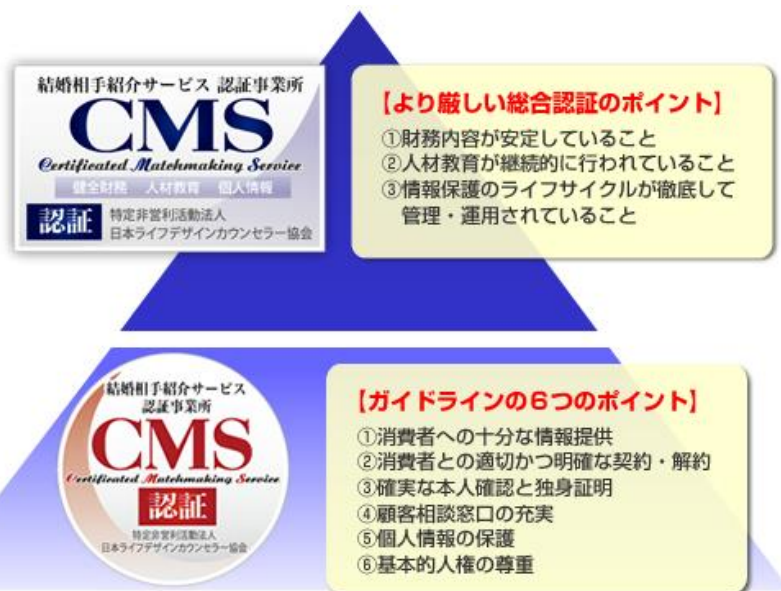 結婚相手紹介サービス 認証事業所
CMS
Certificated Matchmaking Service
健全財務 人材教育 個人情報
認証
特定非営利活動法人
日本ライフデザインカウンセラー協会
【より厳しい総合認証のポイント】
①財務内容が安定していること
②人材教育が継続的に行われていること
③情報保護のライフサイクルが徹底して
管理・運用されていること
結婚相手紹介サービス
認証事業所
CMS
Certificated Matchmaking Service
認証
特定非営利活動法人
日本ライフデザインカウンセラー協会
【ガイドラインの6つのポイント】
①消費者への十分な情報提供
②消費者との適切かつ明確な契約・解約
③確実な本人確認と独身証明
④顧客相談窓口の充実
⑤個人情報の保護
⑥基本的人権の尊重